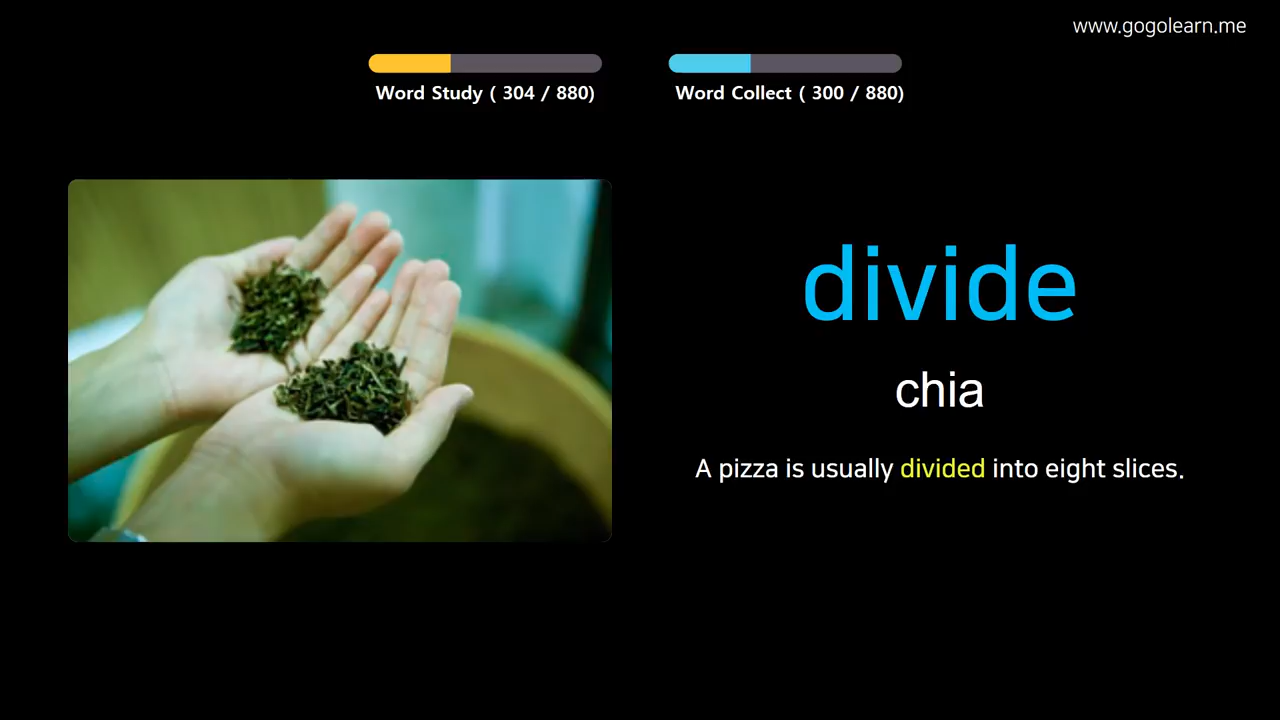 www.gogolearn.me
Word Study ( 304 / 880)
Word Collect ( 300 / 880)
divide
chia
A pizza is usually divided into eight slices.